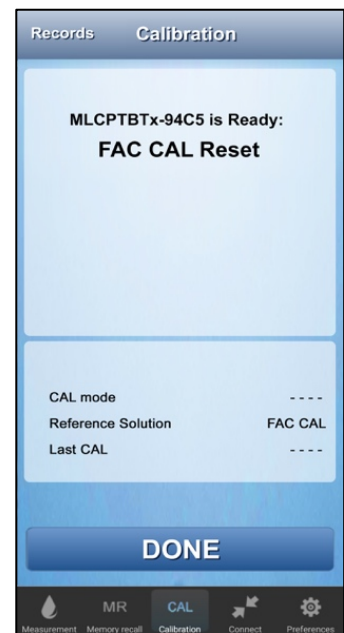 Records Calibration
MLCPTBTx-94C5 is Ready:
FAC CAL Reset
CAL mode - - - -
Reference Solution FAC CAL
Last CAL - - - -
DONE
MR CAL
Measurement Memory recall Calibration Connect Preferences